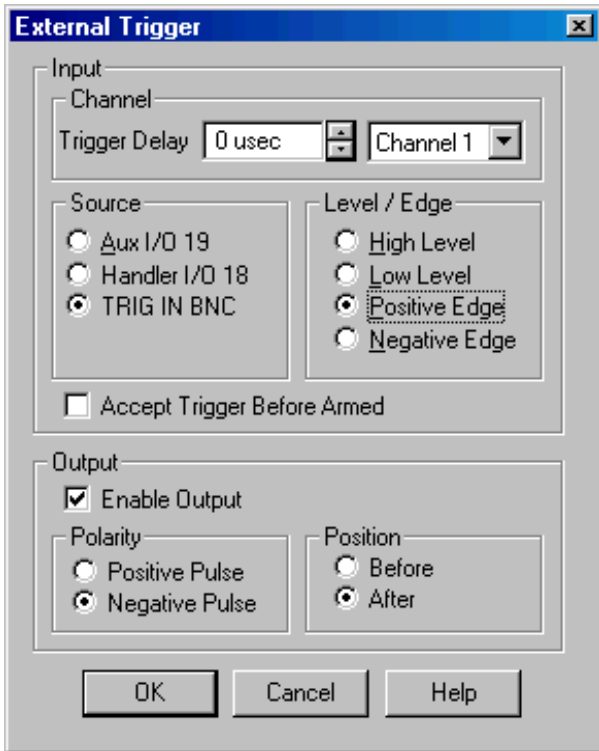 External Trigger
Input
Channel
Trigger Delay 0 usec Channel 1
Source
Aux I/O 19
Handler I/O 18
TRIG IN BNC
Level / Edge
High Level
Low Level
Positive Edge
Negative Edge
Accept Trigger Before Armed
Output
Enable Output
Polarity
Positive Pulse
Negative Pulse
Position
Before
After
OK Cancel Help